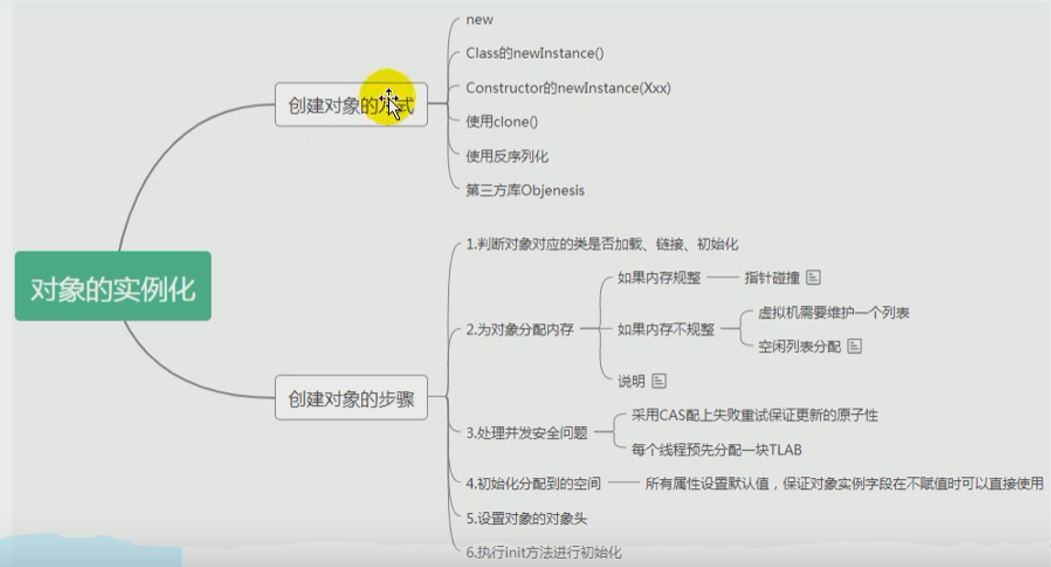 对象的实例化
创建对象的方式
new
Class的newInstance()
Constructor的newInstance(Xxx)
使用clone()
使用反序列化
第三方库Objenesis
创建对象的步骤
1.判断对象对应的类是否加载、链接、初始化
2.为对象分配内存
如果内存规整
指针碰撞
如果内存不规整
虚拟机需要维护一个列表
空闲列表分配
说明
3.处理并发安全问题
采用CAS配上失败重试保证更新的原子性
每个线程预先分配一块TLAB
4.初始化分配到的空间
所有属性设置默认值，保证对象实例字段在不赋值时可以直接使用
5.设置对象的对象头
6.执行init方法进行初始化